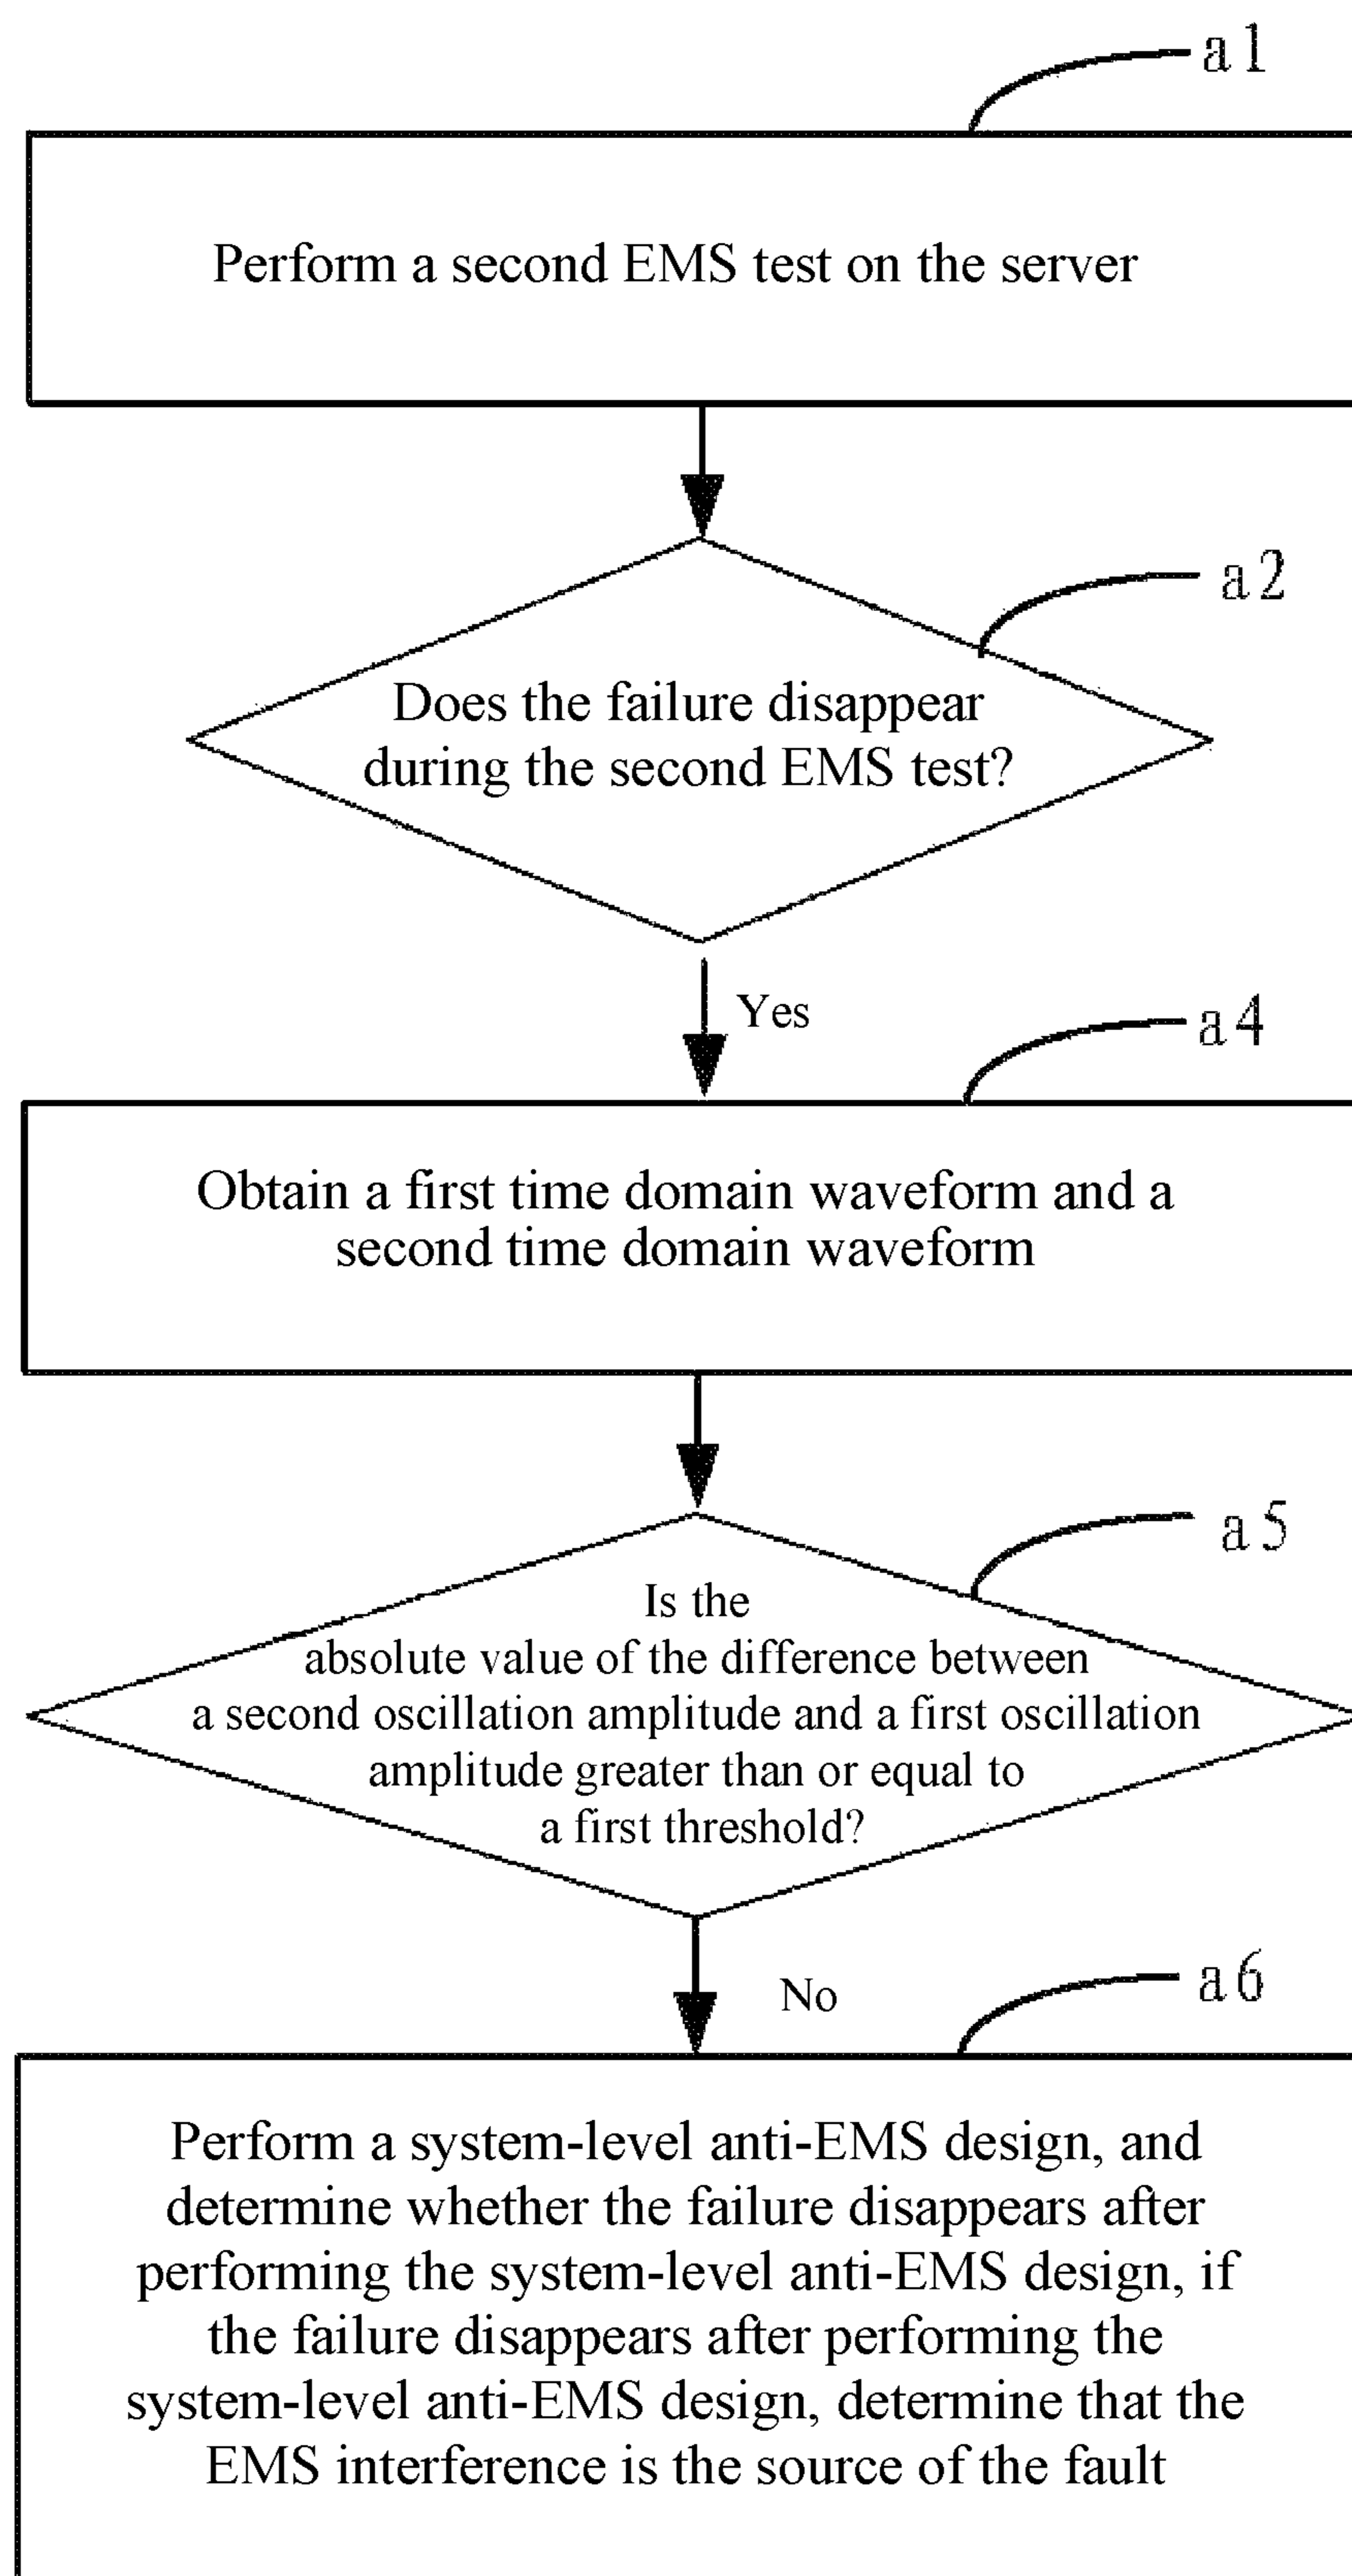 a1
Perform a second EMS test on the server
a2
Does the failure disappear
during the second EMS test?
Yes
a4
Obtain a first time domain waveform and a
second time domain waveform
a5
Is the
absolute value of the difference between
a second oscillation amplitude and a first oscillation
amplitude greater than or equal to
a first threshold?
No
a6
Perform a system-level anti-EMS design, and
determine whether the failure disappears after
performing the system-level anti-EMS design, if
the failure disappears after performing the
system-level anti-EMS design, determine that the
EMS interference is the source of the fault